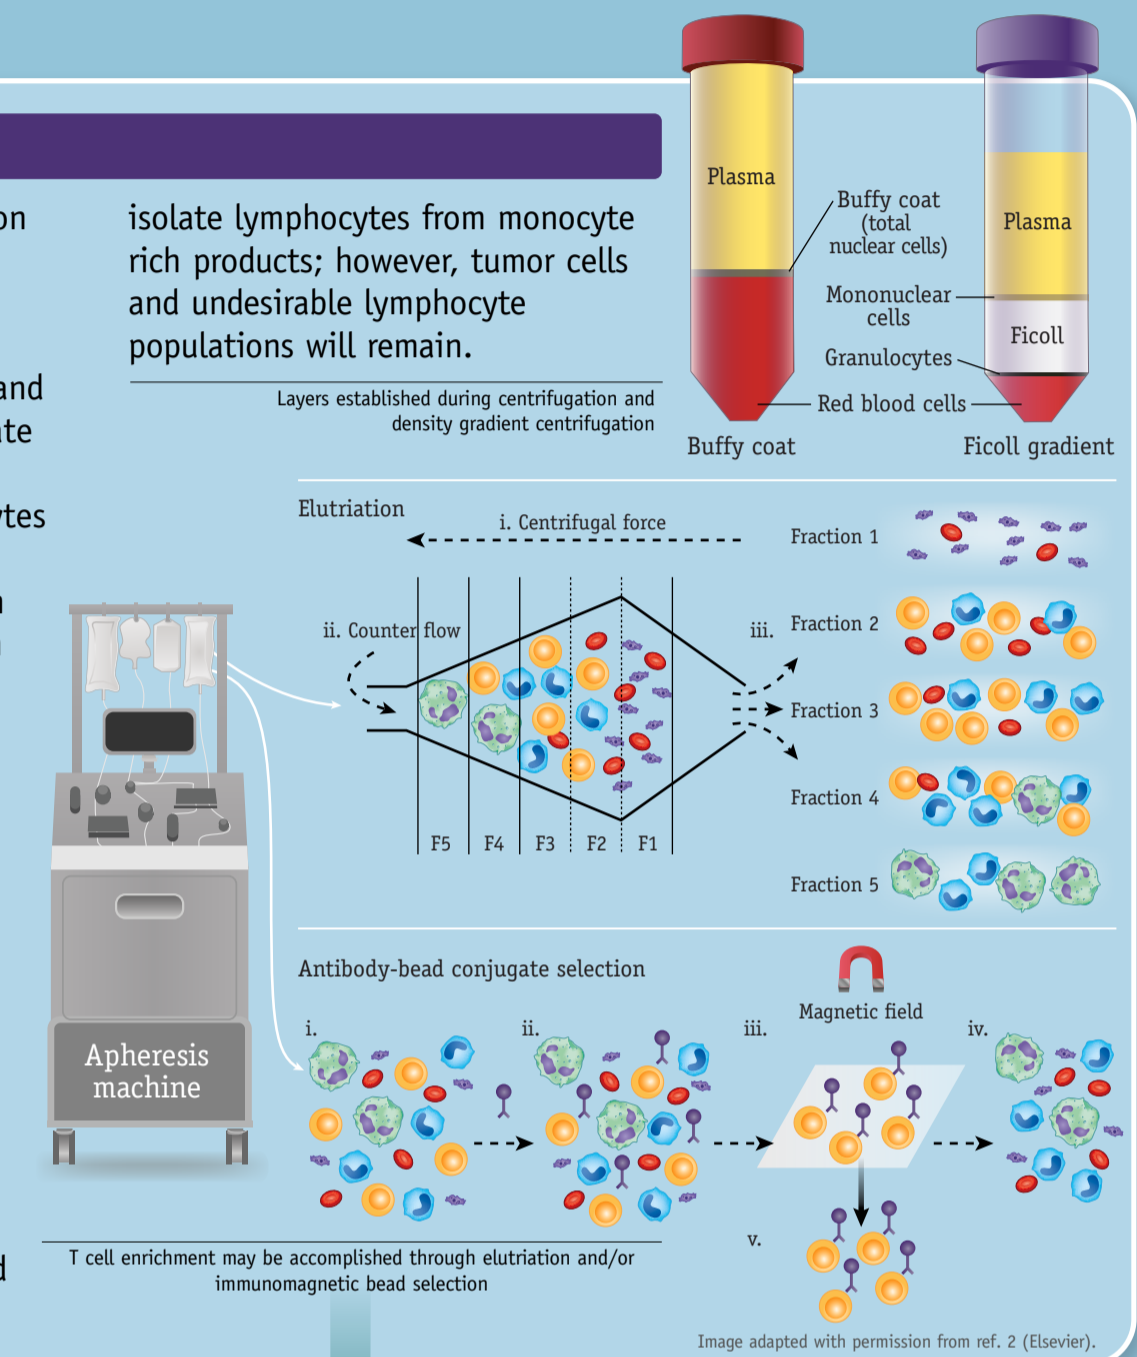 on
and
ate
ytes
isolate lymphocytes from monocyte
rich products; however, tumor cells
and undesirable lymphocyte
populations will remain.
Layers established during centrifugation and
density gradient centrifugation
Plasma
Buffy coat
(total
nuclear cells)
Plasma
Mononuclear
cells
Ficoll
Granulocytes
Red blood cells
Buffy coat
Ficoll gradient
Elutriation
i. Centrifugal force
ii. Counter flow
iii.
F5 F4 F3 F2 F1
Fraction 1
Fraction 2
Fraction 3
Fraction 4
Fraction 5
Apheresis
machine
Antibody-bead conjugate selection
Magnetic field
i.
ii.
iii.
iv.
v.
T cell enrichment may be accomplished through elutriation and/or
immunomagnetic bead selection
Image adapted with permission from ref. 2 (Elsevier).